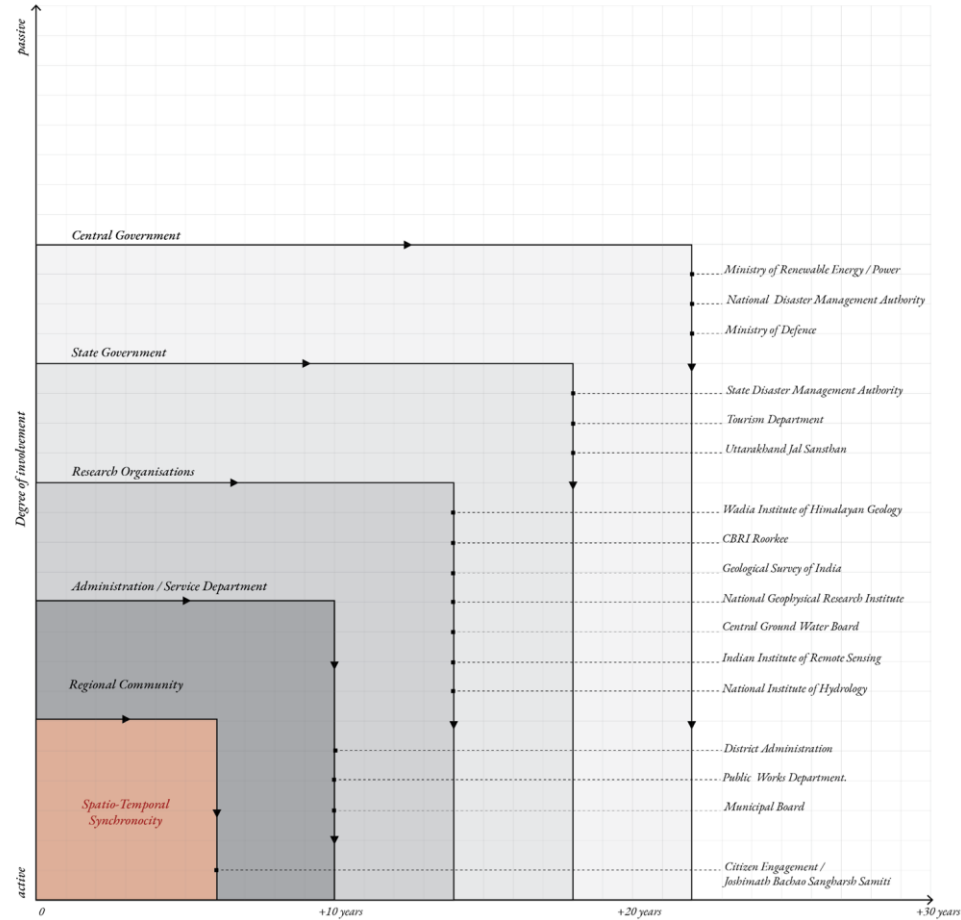 passive
Central Government
Ministry of Renewable Energy / Power
National Disaster Management Authority
Ministry of Defence
State Government
State Disaster Management Authority
Tourism Department
Uttarakhand Jal Sansthan
Degree of involvement
Research Organisations
Wadia Institute of Himalayan Geology
CBRI Roorkee
Geological Survey of India
Administration / Service Department
National Geophysical Research Institute
Central Ground Water Board
Indian Institute of Remote Sensing
Regional Community
National Institute of Hydrology
District Administration
Public Works Department.
Spatio-Temporal
Synchronocity
Municipal Board
active
Citizen Engagement /
Joshimath Bachao Sangharsh Samiti
0
+10 years
+20 years
+30 years